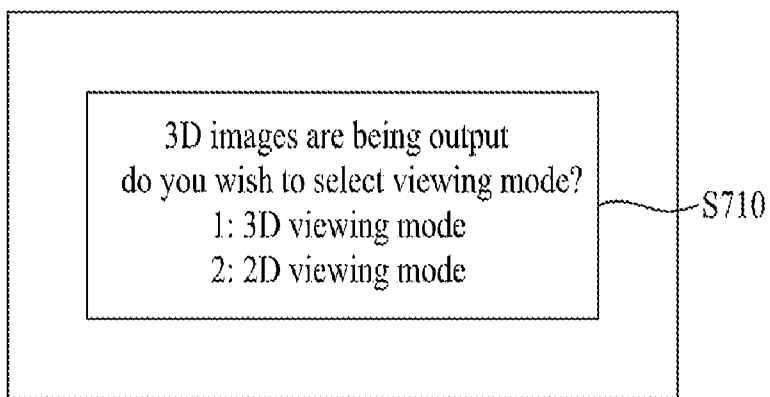 3D images are being output
do you wish to select viewing mode?
1: 3D viewing mode
2: 2D viewing mode
S710